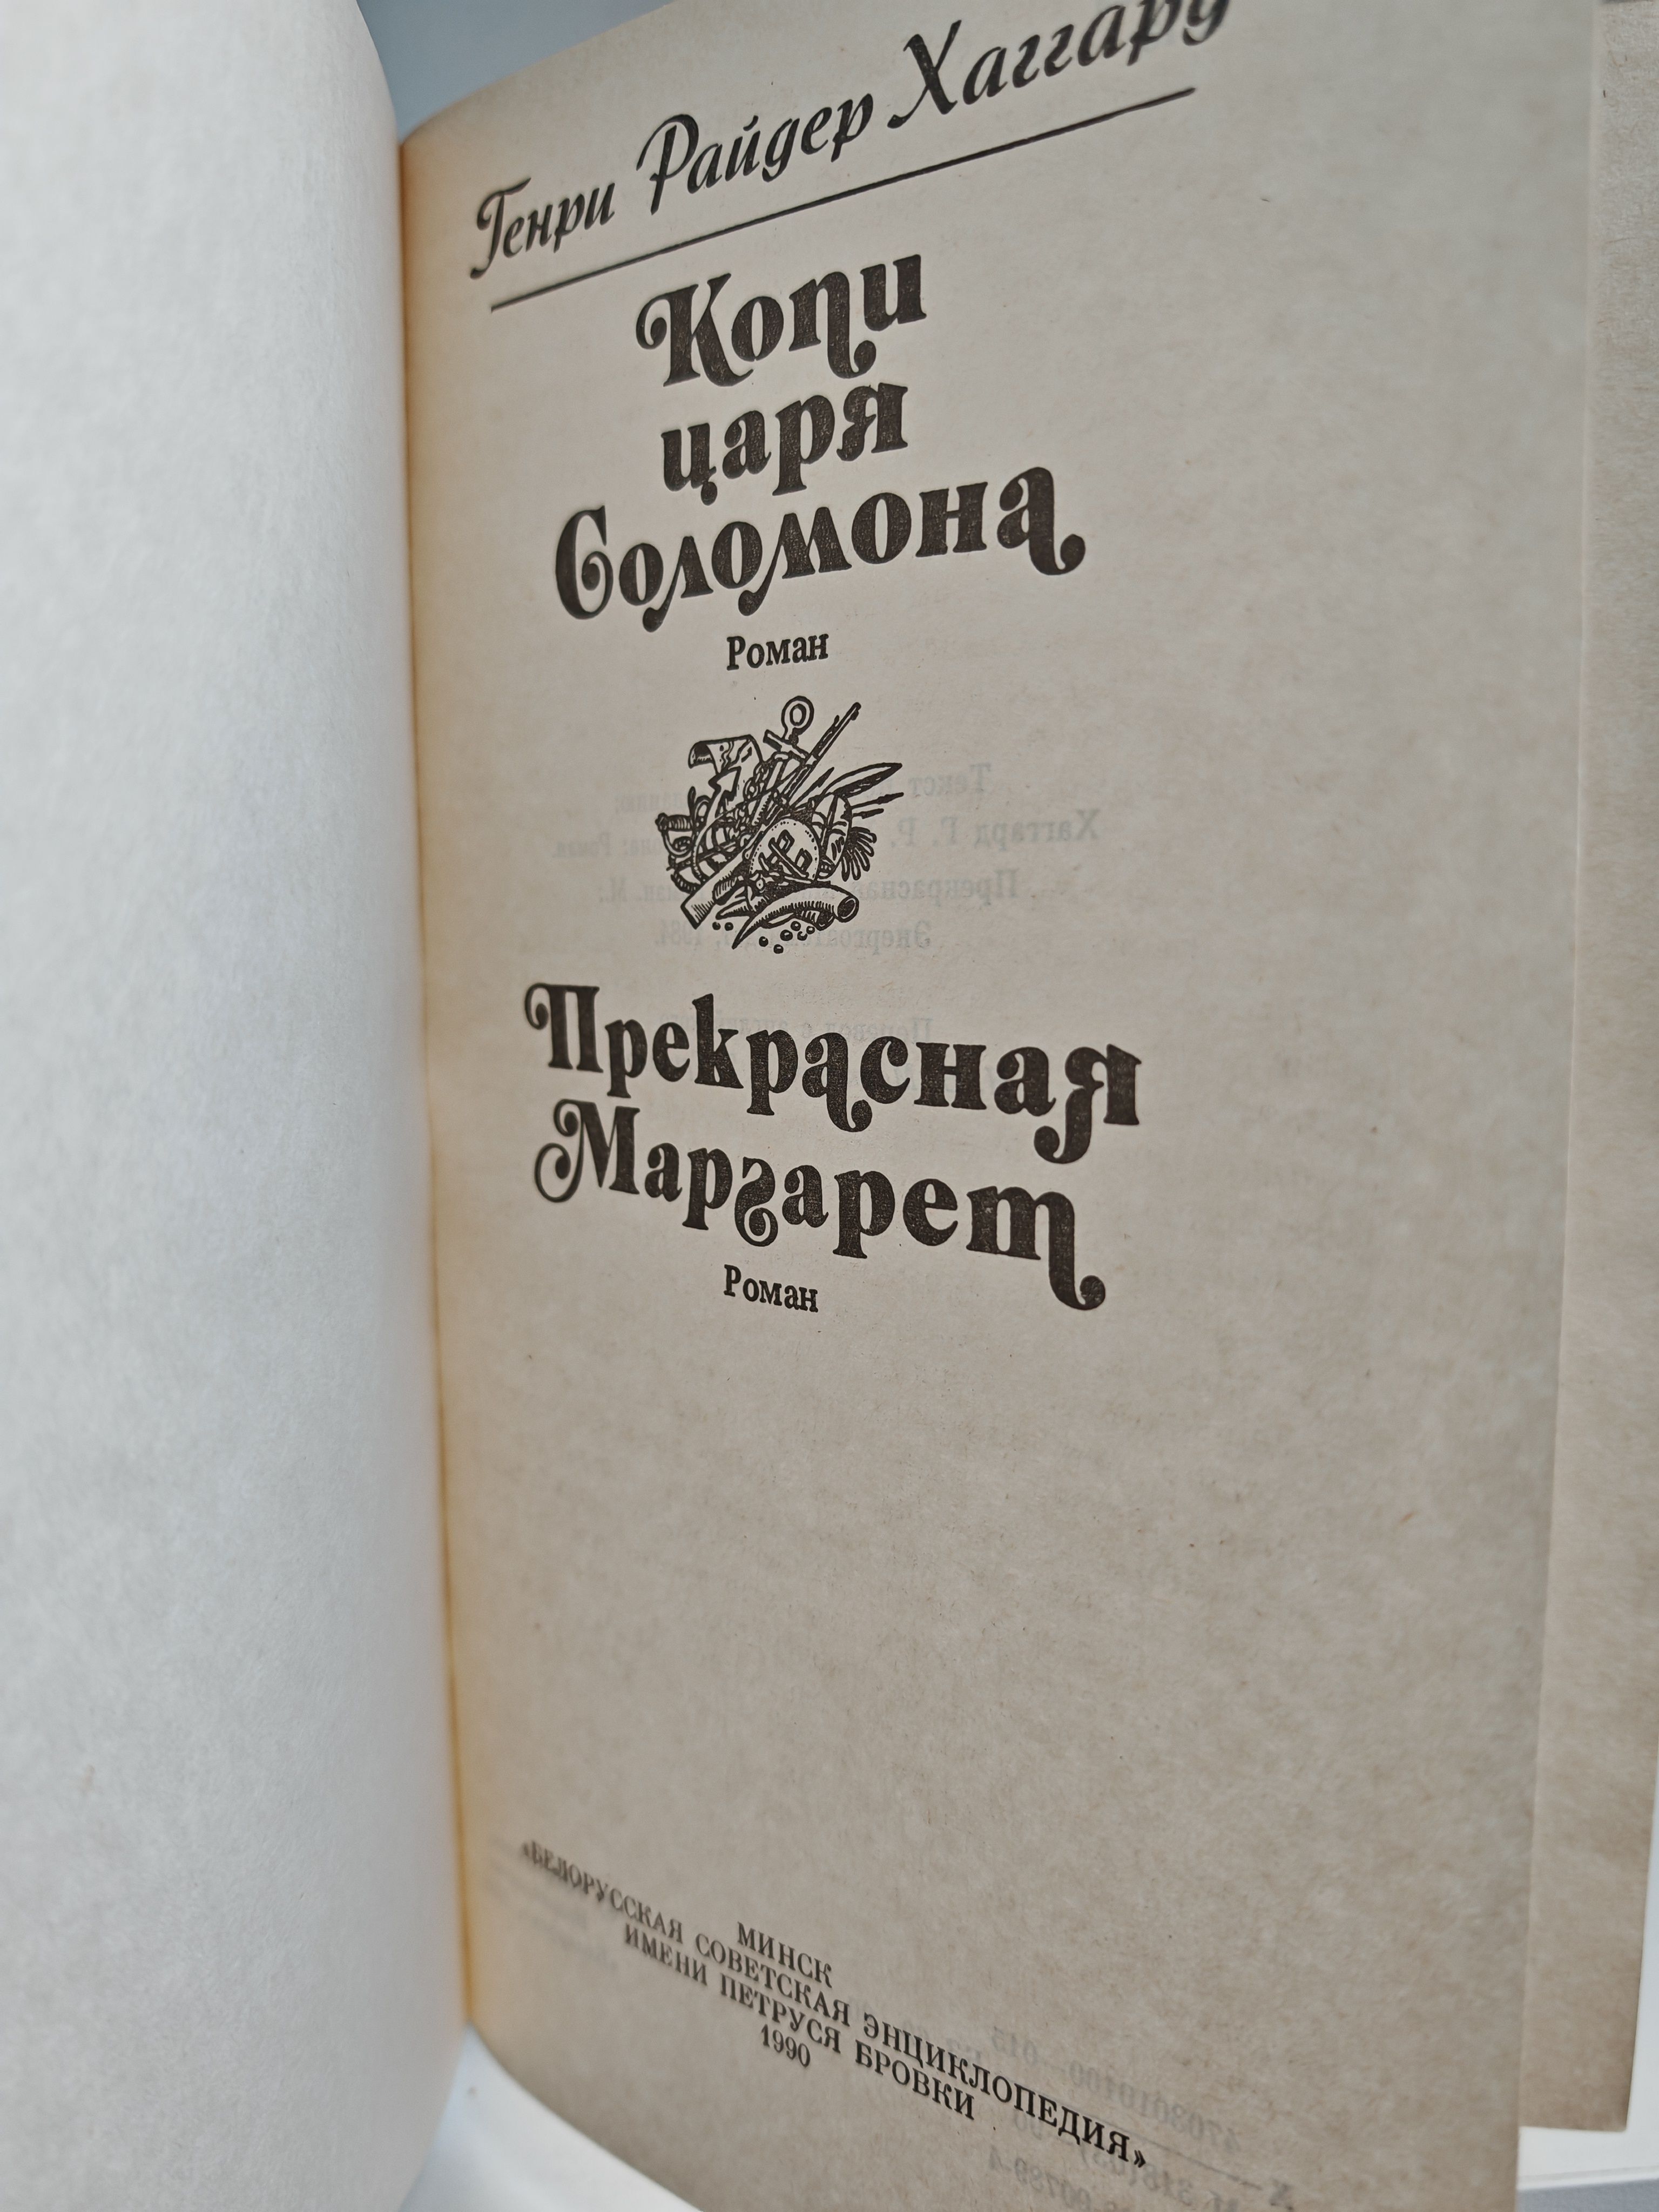 Генри Райдер Хаггард
Копи
царя
Соломона
Роман
Прекрасная
Маргарет
Роман
МИНСК
«БЕЛОРУССКАЯ СОВЕТСКАЯ ЭНЦИКЛОПЕДИЯ»
ИМЕНИ ПЕТРУСЯ БРОВКИ
1990